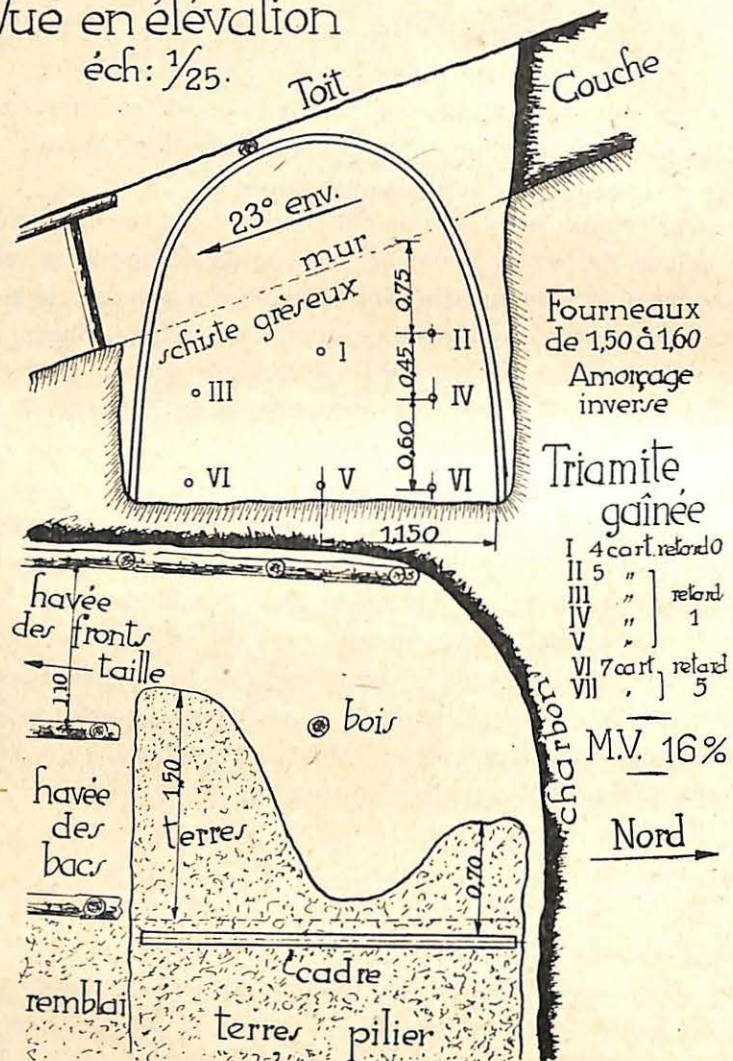 Vue en élévation
éch: 1/25.
Toit
Couche
23° env.
mur
schiste grèseux
0,75
0,45
0,60
I
II
III
IV
VI
V
VI
1,150
Fourneaux
de 1,50 à 1,60
Amorçage
inverse
Triamite
gaînée
I 4 cart. retard 0
II 5 "
III " retard
IV " 1
V "
VI 7 cart. retard
VII " 5
M.V. 16%
Nord
havée
des fronts
taille
1,10
bois
charbon
havée
des
bacs
1,50
terres
0,70
cadre
remblai
terres pilier